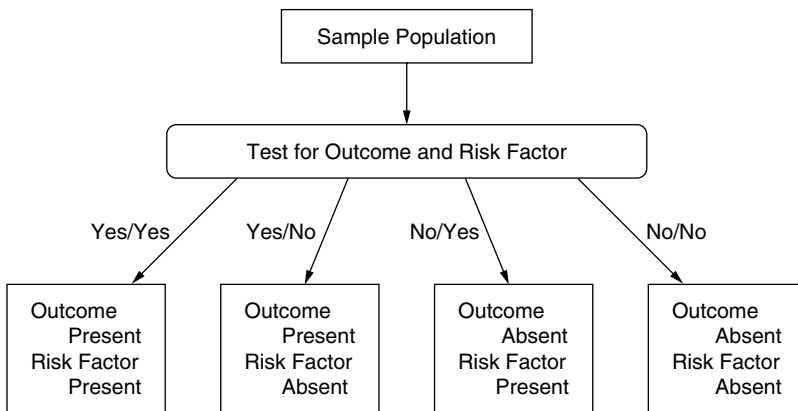 Sample Population
Test for Outcome and Risk Factor
Yes/Yes
Yes/No
No/Yes
No/No
Outcome
Present
Risk Factor
Present
Outcome
Present
Risk Factor
Absent
Outcome
Absent
Risk Factor
Present
Outcome
Absent
Risk Factor
Absent